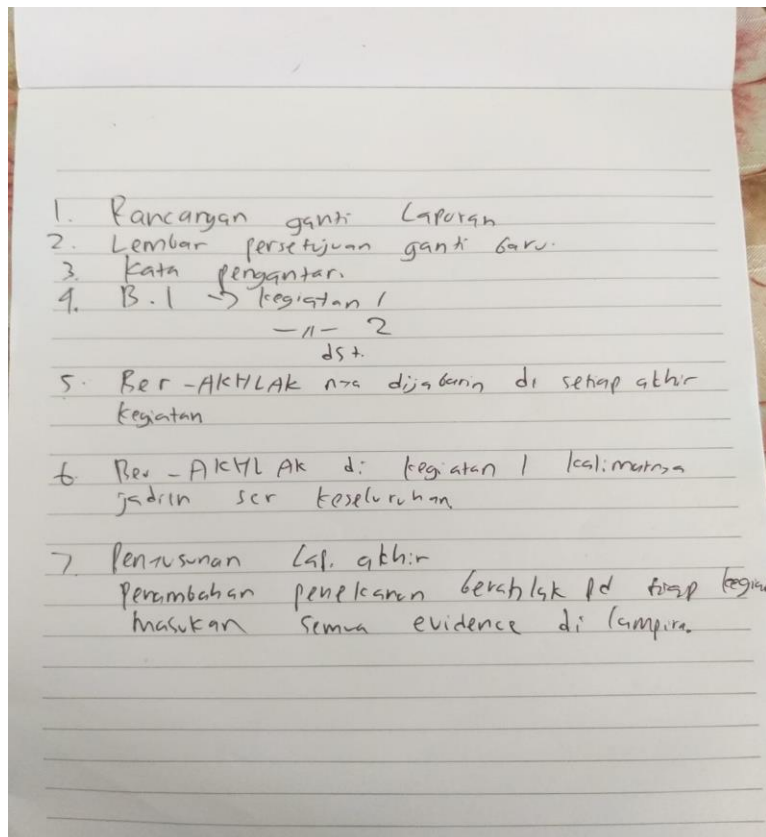 1. Rancangan ganti Laporan
2. Lembar persetujuan ganti baru.
3. Kata pengantar.
4. B.1 → kegiatan 1
—〃— 2
dst.
5. Ber-AKHLAK nya dijabarin di setiap akhir
kegiatan
6 Ber-AKHLAK di kegiatan 1 kalimatnya
jadiin scr keseluruhan
7 Penyusunan Lap. akhir
Penambahan penekanan berahlak pd tiap kegia
masukan semua evidence di lampira.